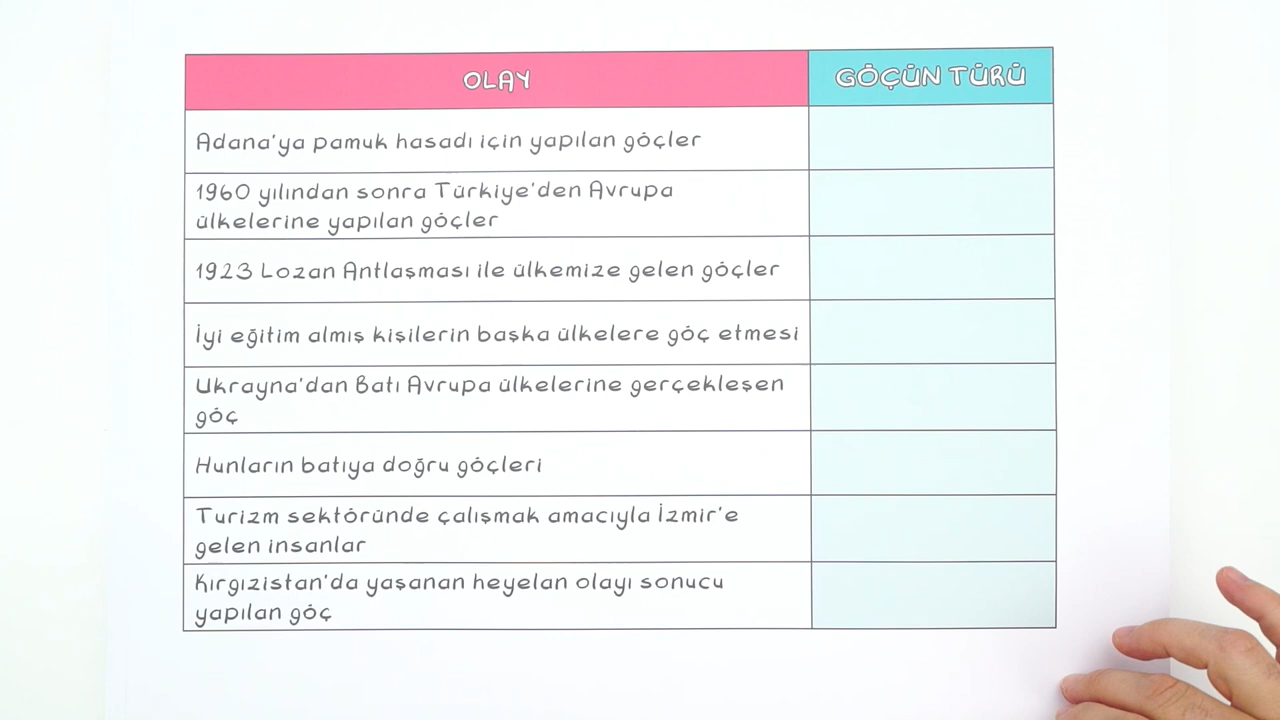 OLAY
GÖÇÜN TÜRÜ
Adana'ya pamuk hasadı için yapılan göçler
1960 yılından sonra Türkiye'den Avrupa
ülkelerine yapılan göçler
1923 Lozan Antlaşması ile ülkemize gelen göçler
İyi eğitim almış kişilerin başka ülkelere göç etmesi
Ukrayna'dan Batı Avrupa ülkelerine gerçekleşen
göç
Hunların batıya doğru göçleri
Turizm sektöründe çalışmak amacıyla İzmir'e
gelen insanlar
Kırgızistan'da yaşanan heyelan olayı sonucu
yapılan göç